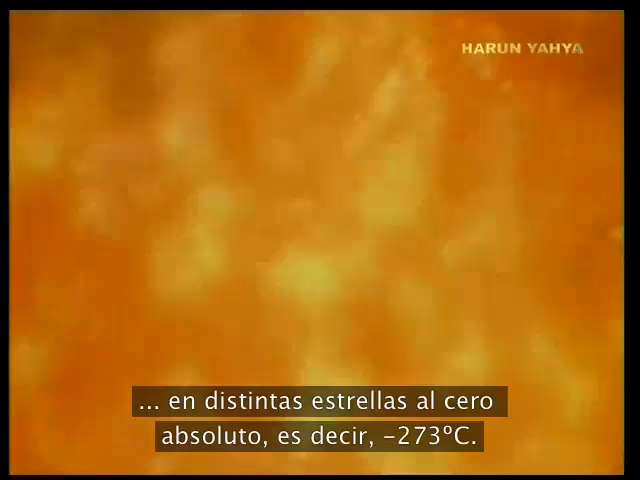 HARUN YAHYA
... en distintas estrellas al cero
absoluto, es decir, -273ºC.